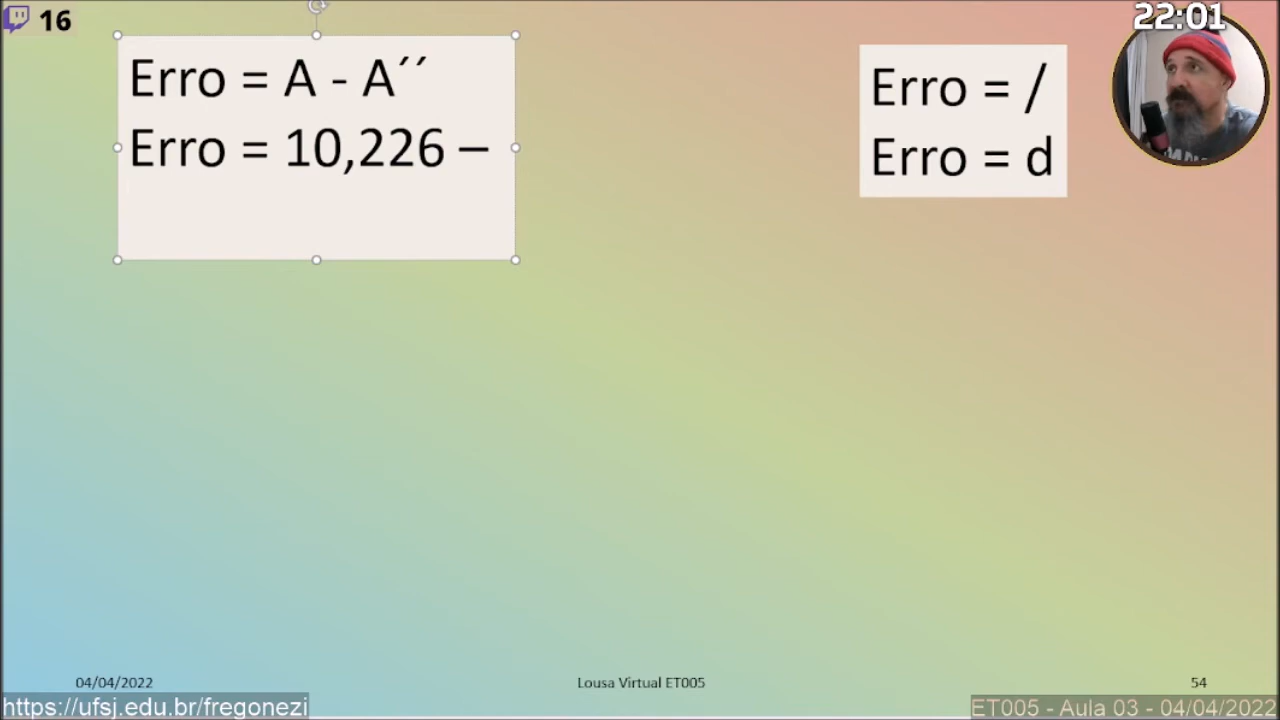 16
22:01
Erro = A - A´´
Erro = 10,226 –
Erro = /
Erro = d
04/04/2022
Lousa Virtual ET005
54
https://ufsj.edu.br/fregonezi
ET005 - Aula 03 - 04/04/2022